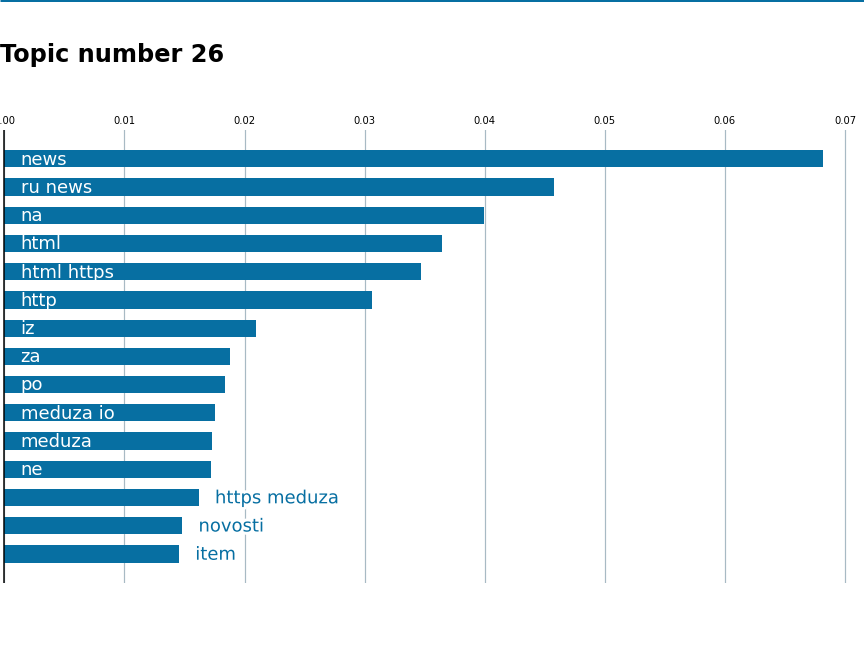 Topic number 26
.00 0.01 0.02 0.03 0.04 0.05 0.06 0.07
news
ru news
na
html
html https
http
iz
za
po
meduza io
meduza
ne
https meduza
novosti
item